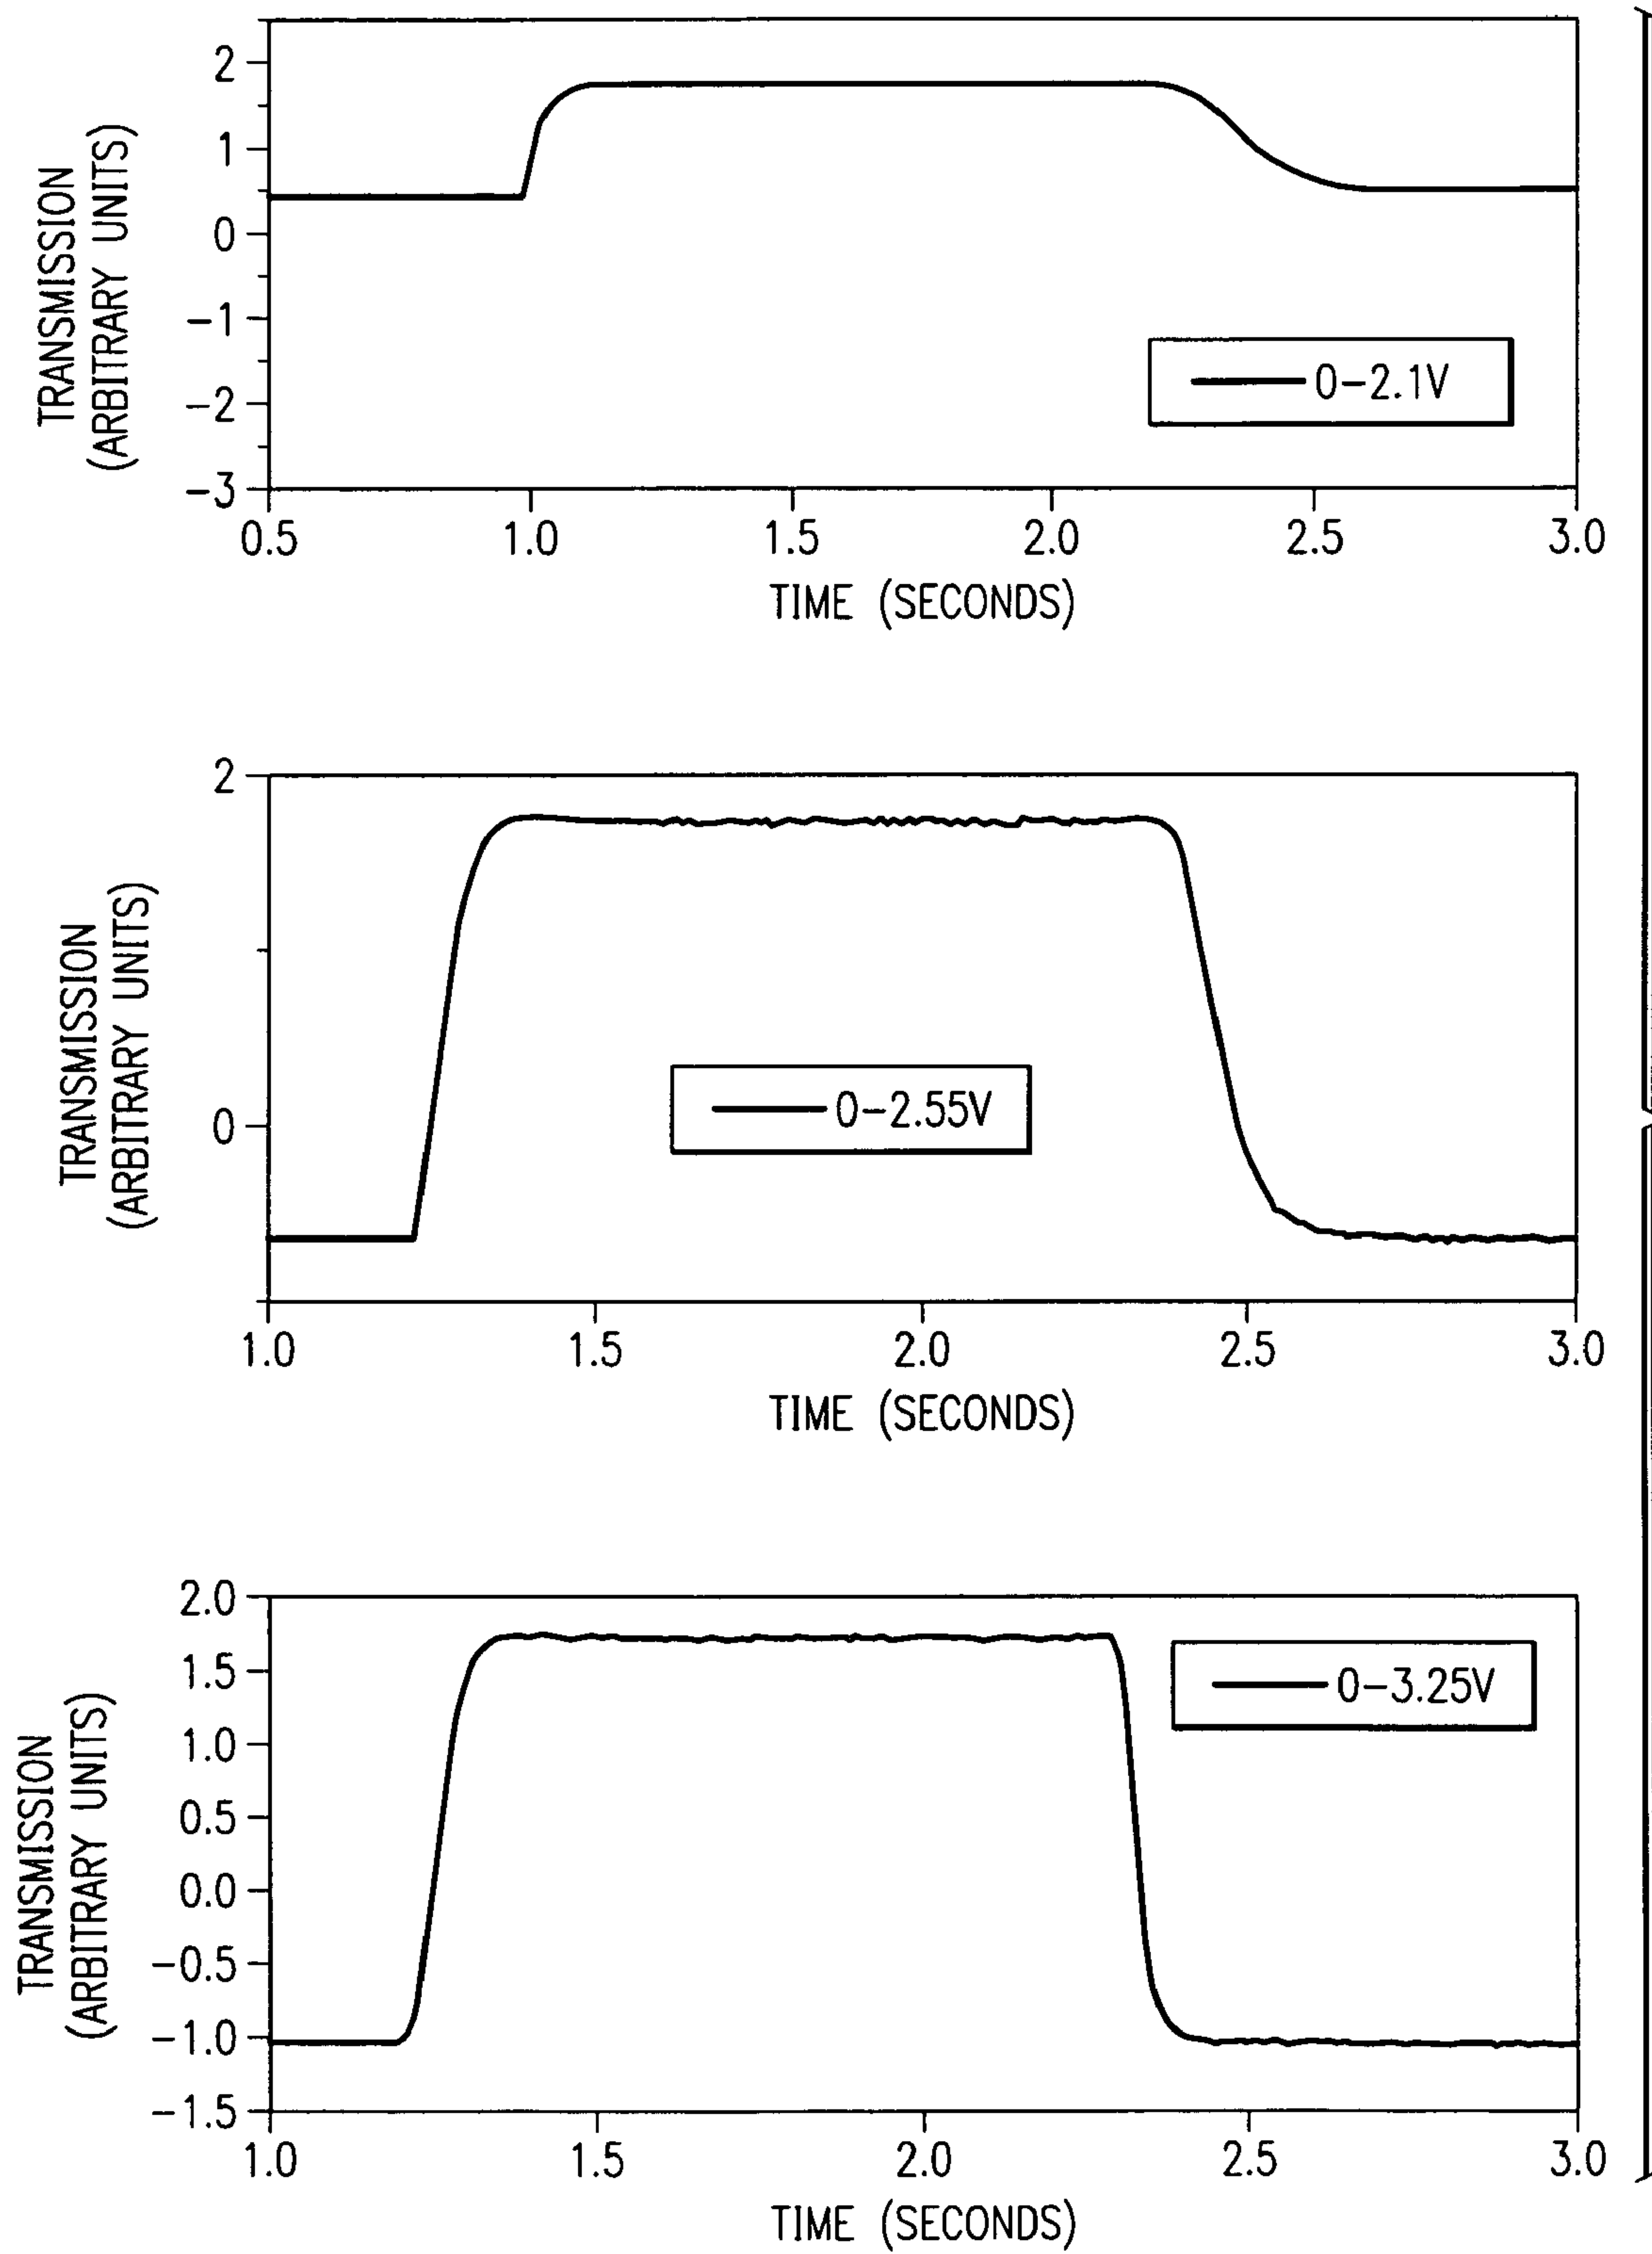 TRANSMISSION
(ARBITRARY UNITS)
2
1
0
−1
−2
−3
0−2.1V
0.5 1.0 1.5 2.0 2.5 3.0
TIME (SECONDS)
TRANSMISSION
(ARBITRARY UNITS)
2
0
0−2.55V
1.0 1.5 2.0 2.5 3.0
TIME (SECONDS)
TRANSMISSION
(ARBITRARY UNITS)
2.0
1.5
1.0
0.5
0.0
−0.5
−1.0
−1.5
0−3.25V
1.0 1.5 2.0 2.5 3.0
TIME (SECONDS)